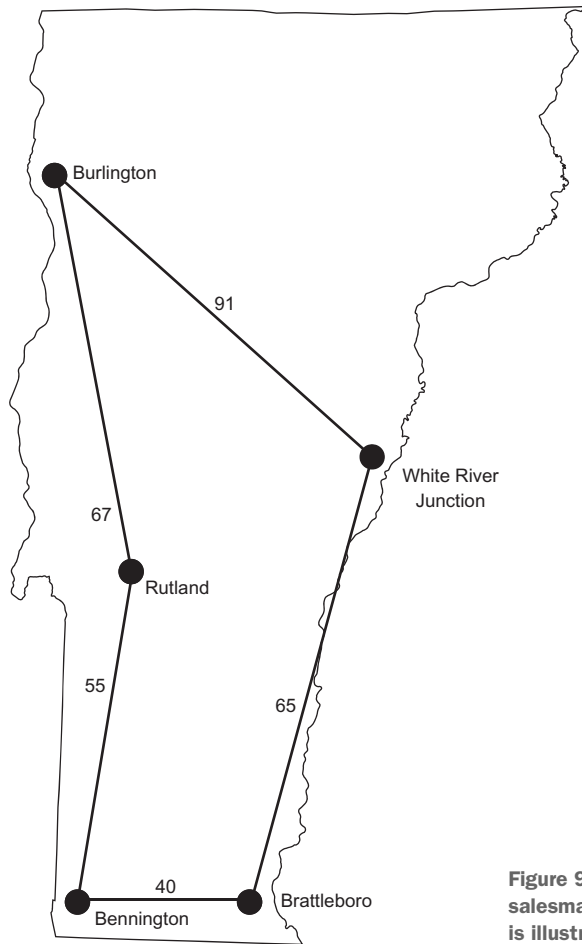 Burlington
91
White River
Junction
67
Rutland
55
65
40
Brattleboro
Bennington
Figure 9
salesma
is illustr